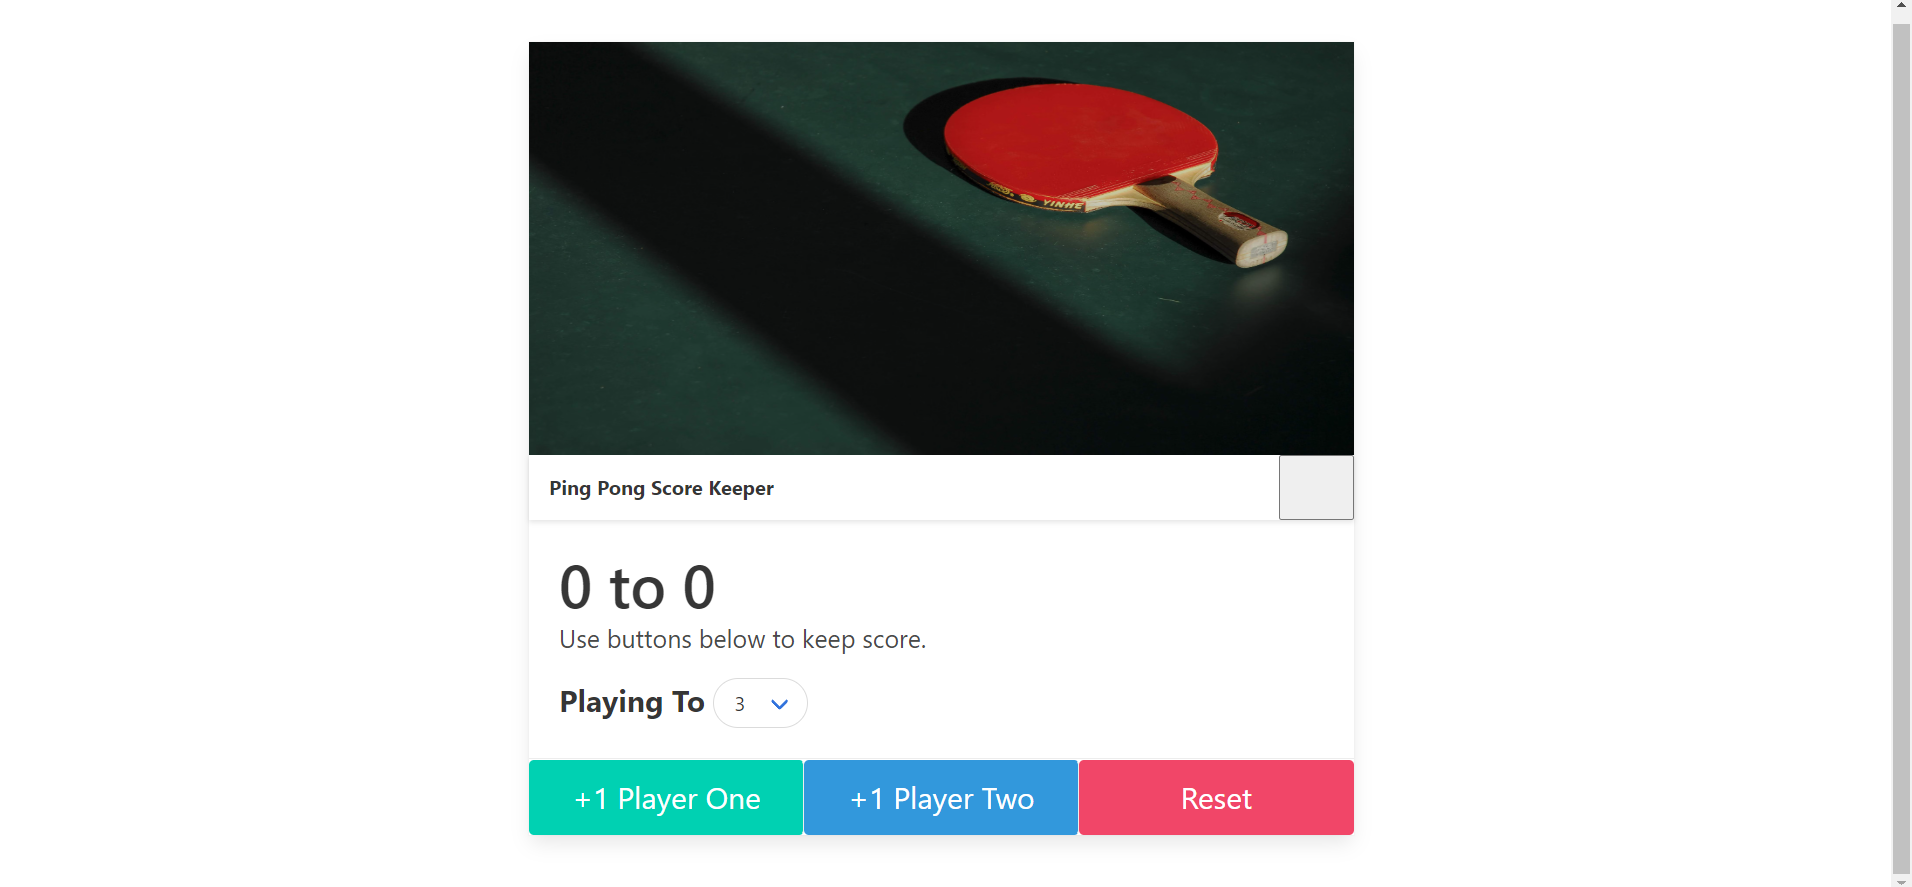 YINHE
Ping Pong Score Keeper
0 to 0
Use buttons below to keep score.
Playing To 3
+1 Player One
+1 Player Two
Reset